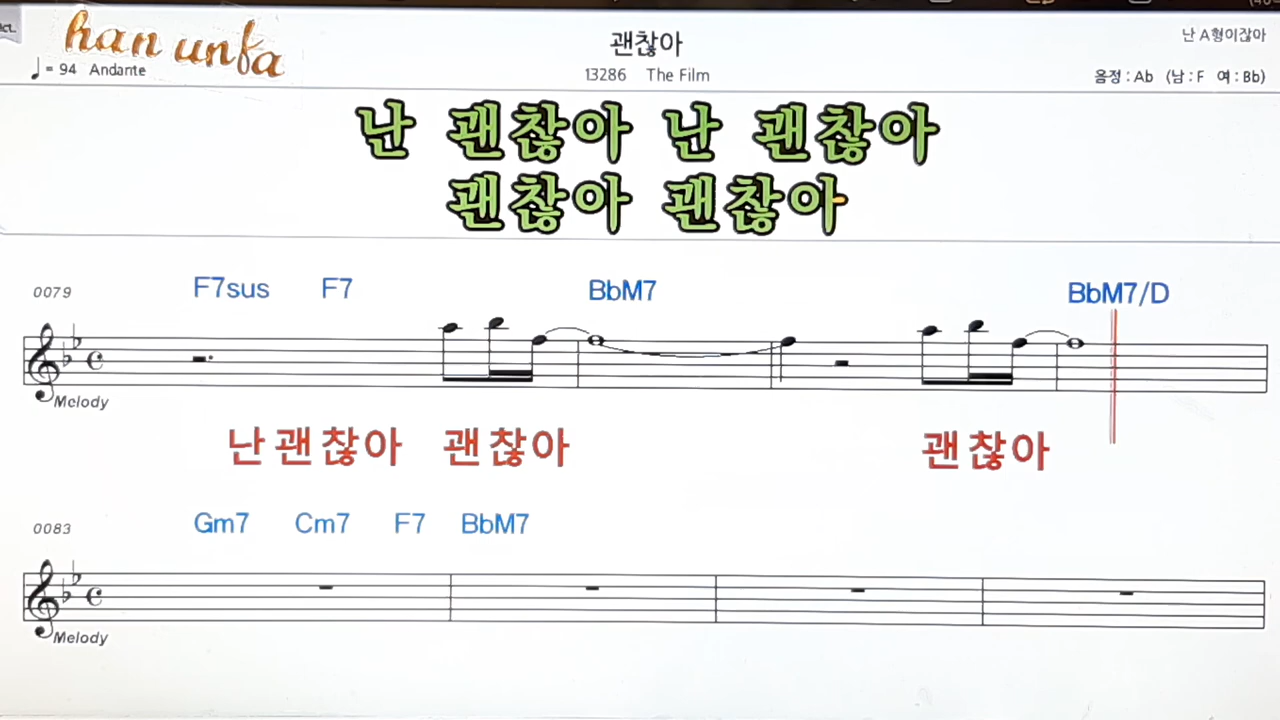 han unfa
괜찮아
난 A형이잖아
♩= 94 Andante
13286 The Film
음정 : Ab (남 : F 여 : Bb)
난 괜찮아 난 괜찮아
괜찮아 괜찮아
0079 F7sus F7 BbM7 BbM7/D
Melody
난괜찮아 괜찮아 괜찮아
0083 Gm7 Cm7 F7 BbM7
Melody